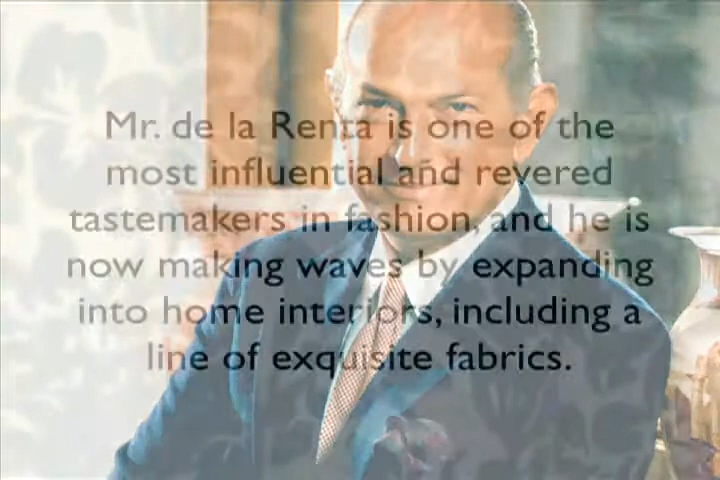 Mr. de la Renta is one of the
most influential and revered
tastemakers in fashion, and he is
now making waves by expanding
into home interiors, including a
line of exquisite fabrics.